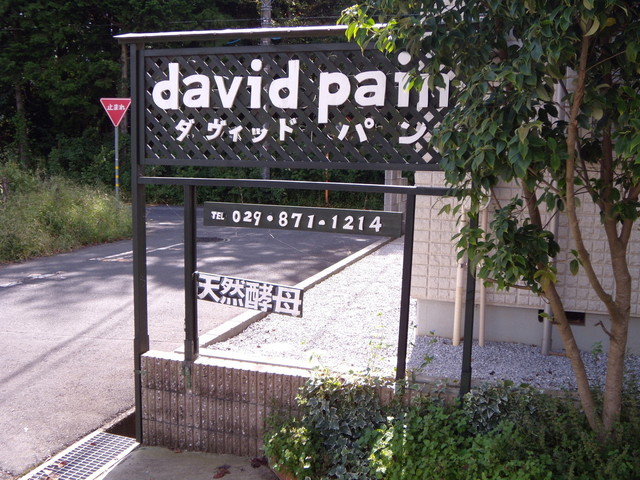 止まれ
david pain
ダヴィッド パン
TEL 029・871-1214
天然酵母